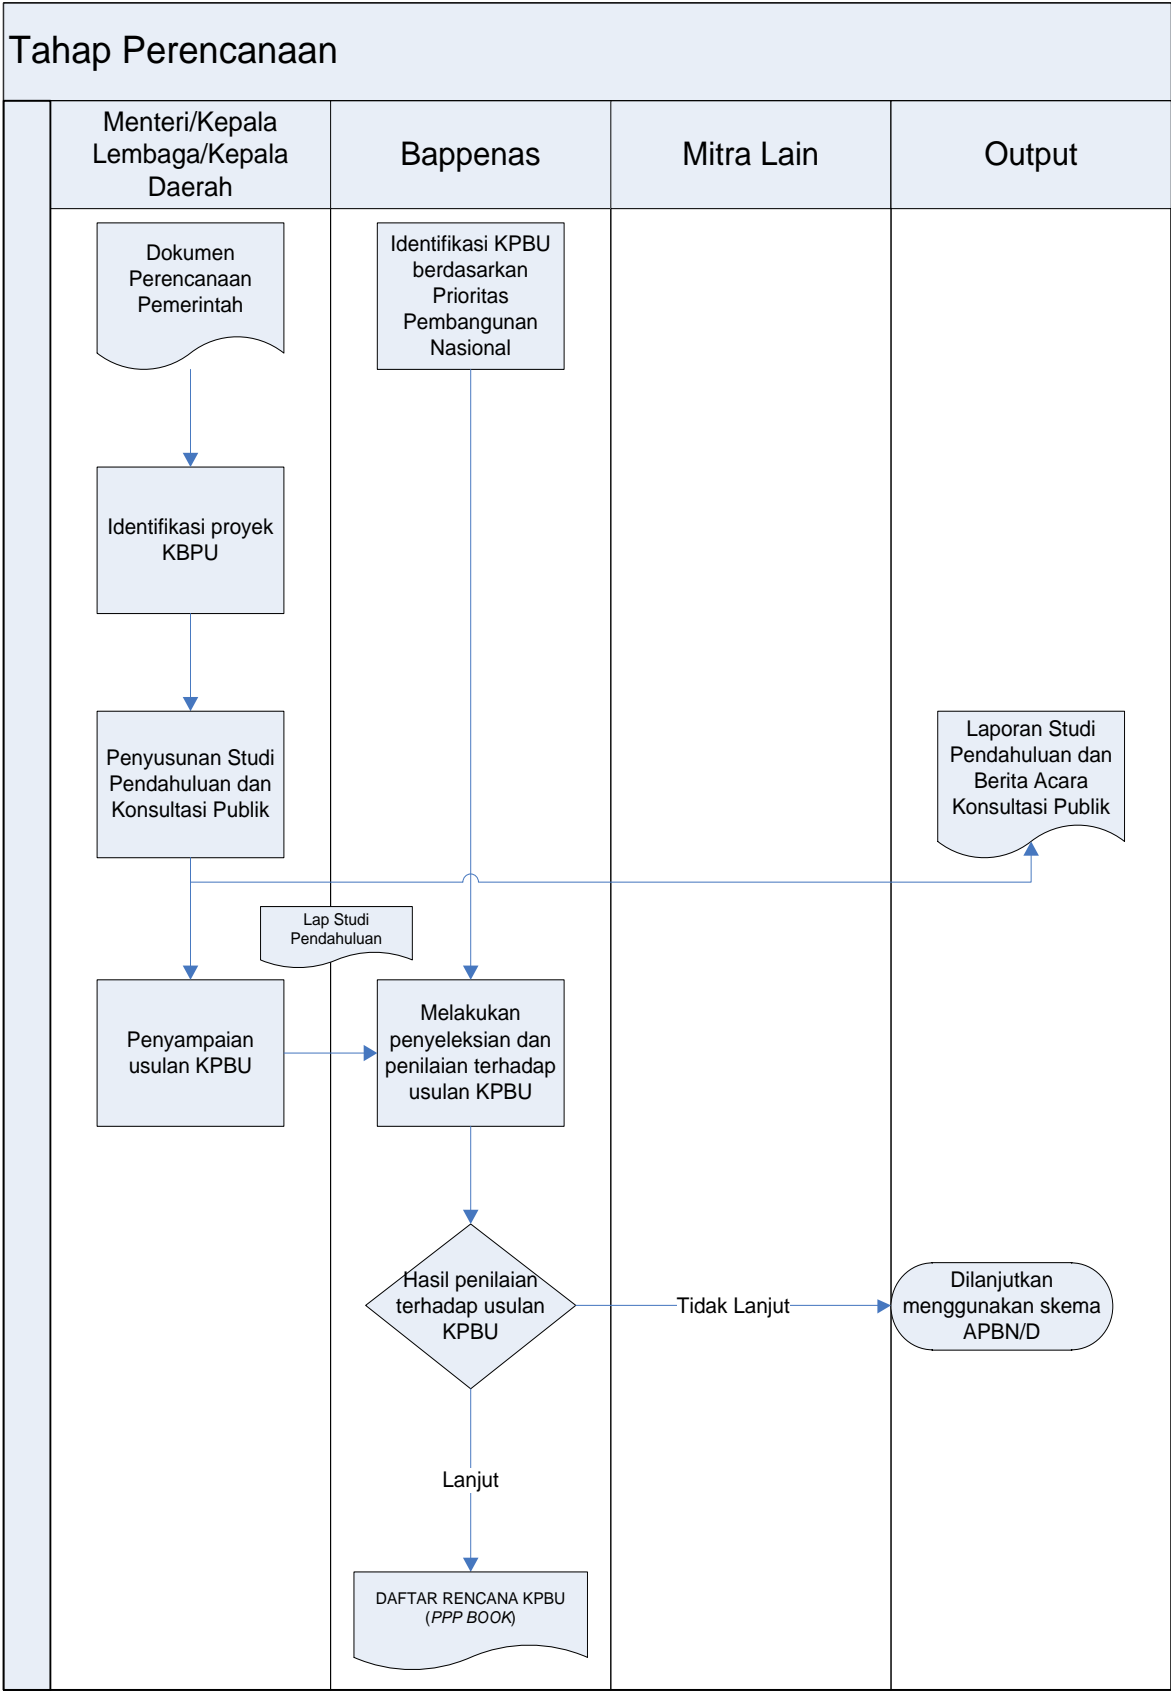 Tahap Perencanaan
Menteri/Kepala
Lembaga/Kepala
Daerah
Bappenas
Mitra Lain
Output
Dokumen
Perencanaan
Pemerintah
Identifikasi KPBU
berdasarkan
Prioritas
Pembangunan
Nasional
Identifikasi proyek
KBPU
Penyusunan Studi
Pendahuluan dan
Konsultasi Publik
Laporan Studi
Pendahuluan dan
Berita Acara
Konsultasi Publik
Lap Studi
Pendahuluan
Penyampaian
usulan KPBU
Melakukan
penyeleksian dan
penilaian terhadap
usulan KPBU
Hasil penilaian
terhadap usulan
KPBU
Tidak Lanjut
Dilanjutkan
menggunakan skema
APBN/D
Lanjut
DAFTAR RENCANA KPBU
(PPP BOOK)